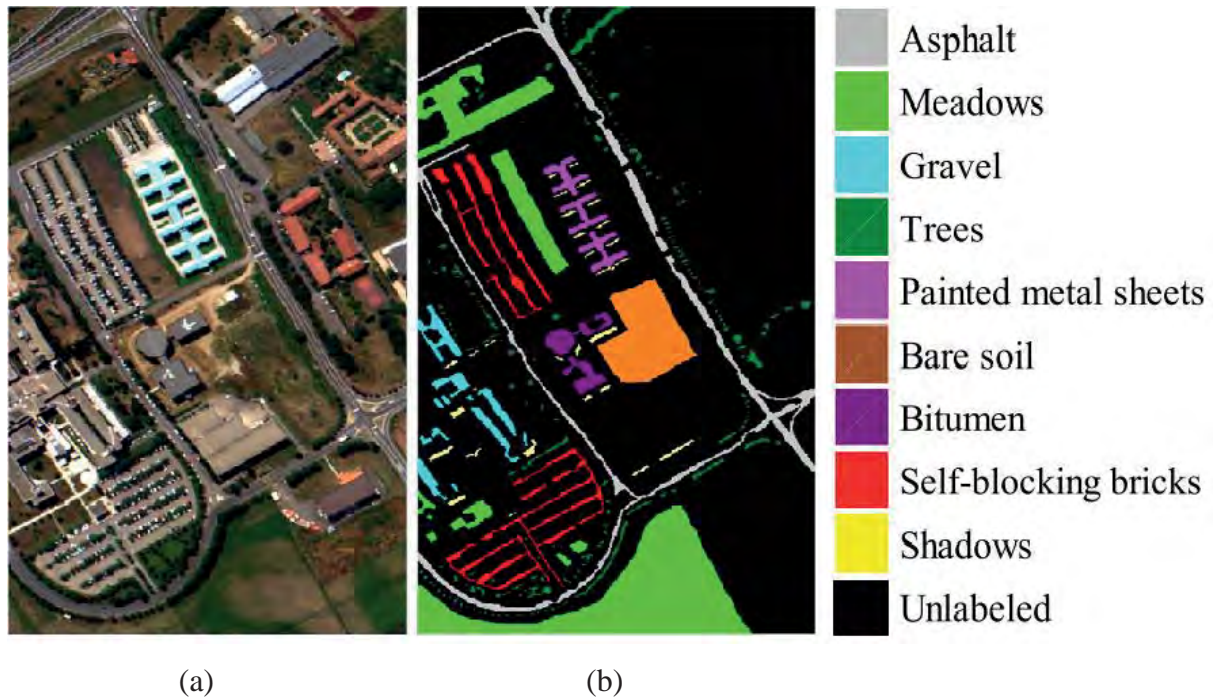 Asphalt
Meadows
Gravel
Trees
Painted metal sheets
Bare soil
Bitumen
Self-blocking bricks
Shadows
Unlabeled
(a)
(b)